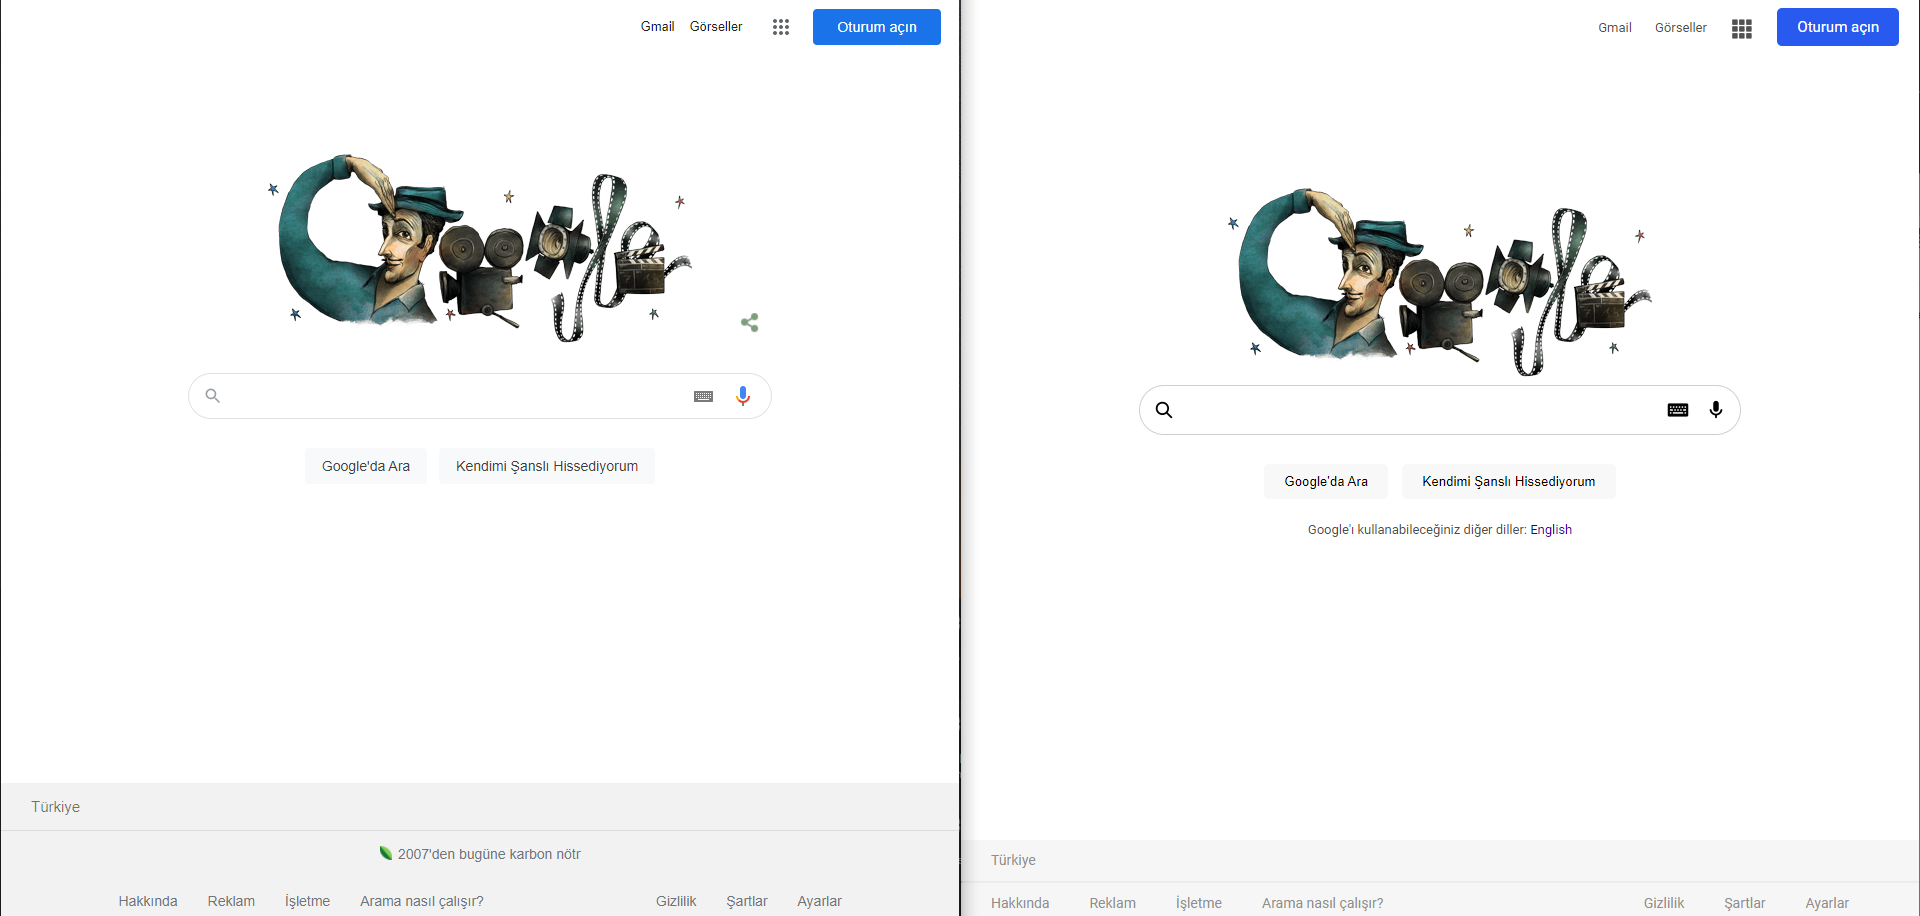 Gmail Görseller Oturum açın
Google'da Ara Kendimi Şanslı Hissediyorum
Türkiye
2007'den bugüne karbon nötr
Hakkında Reklam İşletme Arama nasıl çalışır? Gizlilik Şartlar Ayarlar
Gmail Görseller Oturum açın
Google'da Ara Kendimi Şanslı Hissediyorum
Google'ı kullanabileceğiniz diğer diller: English
Türkiye
Hakkında Reklam İşletme Arama nasıl çalışır? Gizlilik Şartlar Ayarlar